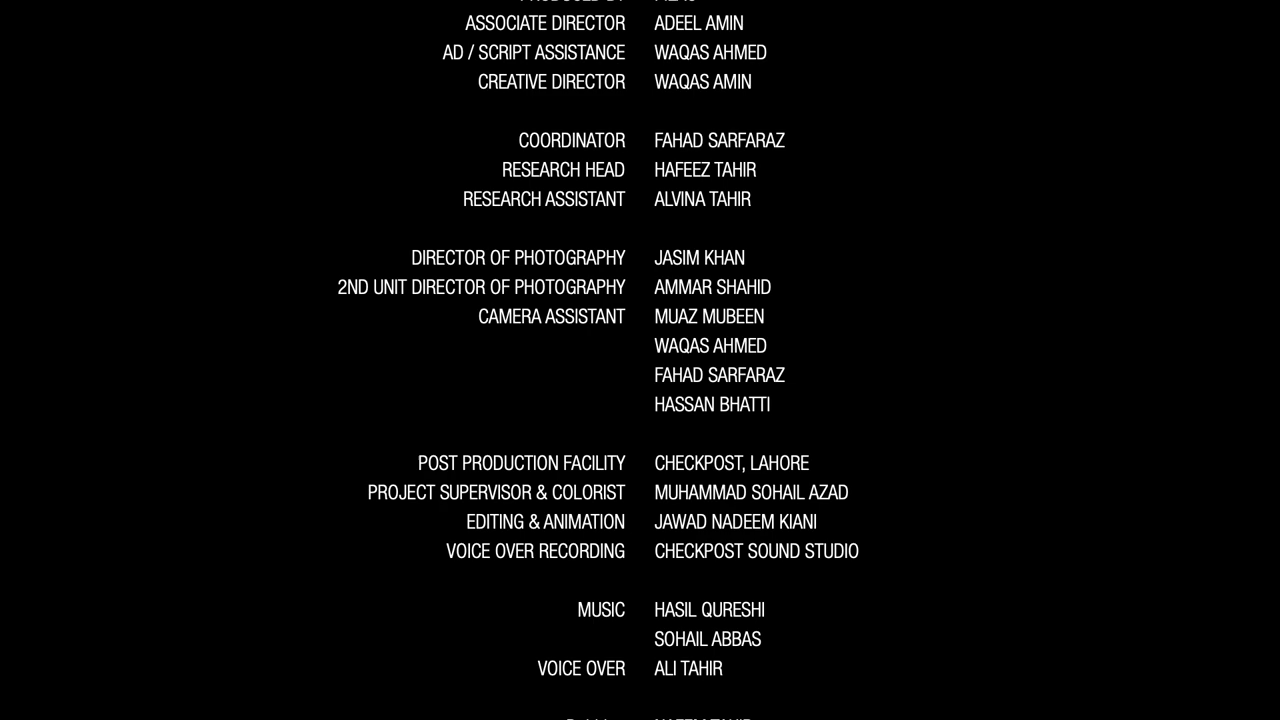 ASSOCIATE DIRECTOR ADEEL AMIN
AD / SCRIPT ASSISTANCE WAQAS AHMED
CREATIVE DIRECTOR WAQAS AMIN
COORDINATOR FAHAD SARFARAZ
RESEARCH HEAD HAFEEZ TAHIR
RESEARCH ASSISTANT ALVINA TAHIR
DIRECTOR OF PHOTOGRAPHY JASIM KHAN
2ND UNIT DIRECTOR OF PHOTOGRAPHY AMMAR SHAHID
CAMERA ASSISTANT MUAZ MUBEEN
WAQAS AHMED
FAHAD SARFARAZ
HASSAN BHATTI
POST PRODUCTION FACILITY CHECKPOST, LAHORE
PROJECT SUPERVISOR & COLORIST MUHAMMAD SOHAIL AZAD
EDITING & ANIMATION JAWAD NADEEM KIANI
VOICE OVER RECORDING CHECKPOST SOUND STUDIO
MUSIC HASIL QURESHI
SOHAIL ABBAS
VOICE OVER ALI TAHIR